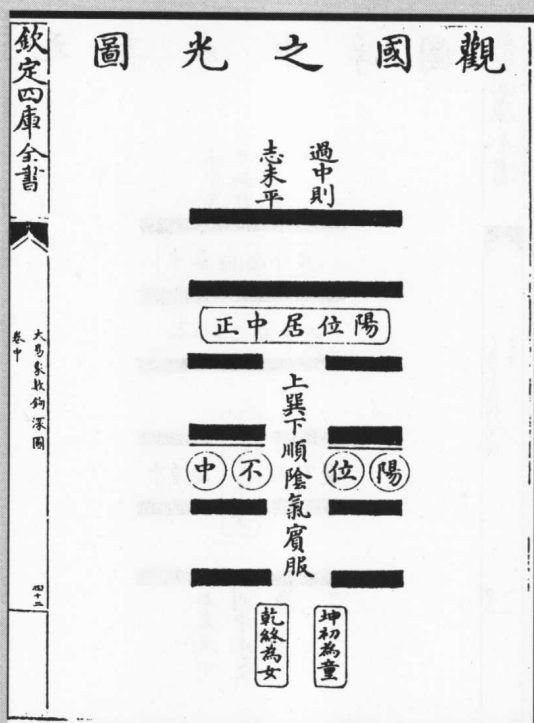 觀國之光圖
過中則
志未平
陽位居中正
上巽下順陰氣賓服
陽位
不中
坤初為童
乾終為女
欽定四庫全書
大易象數鉤深圖
卷中
四十二